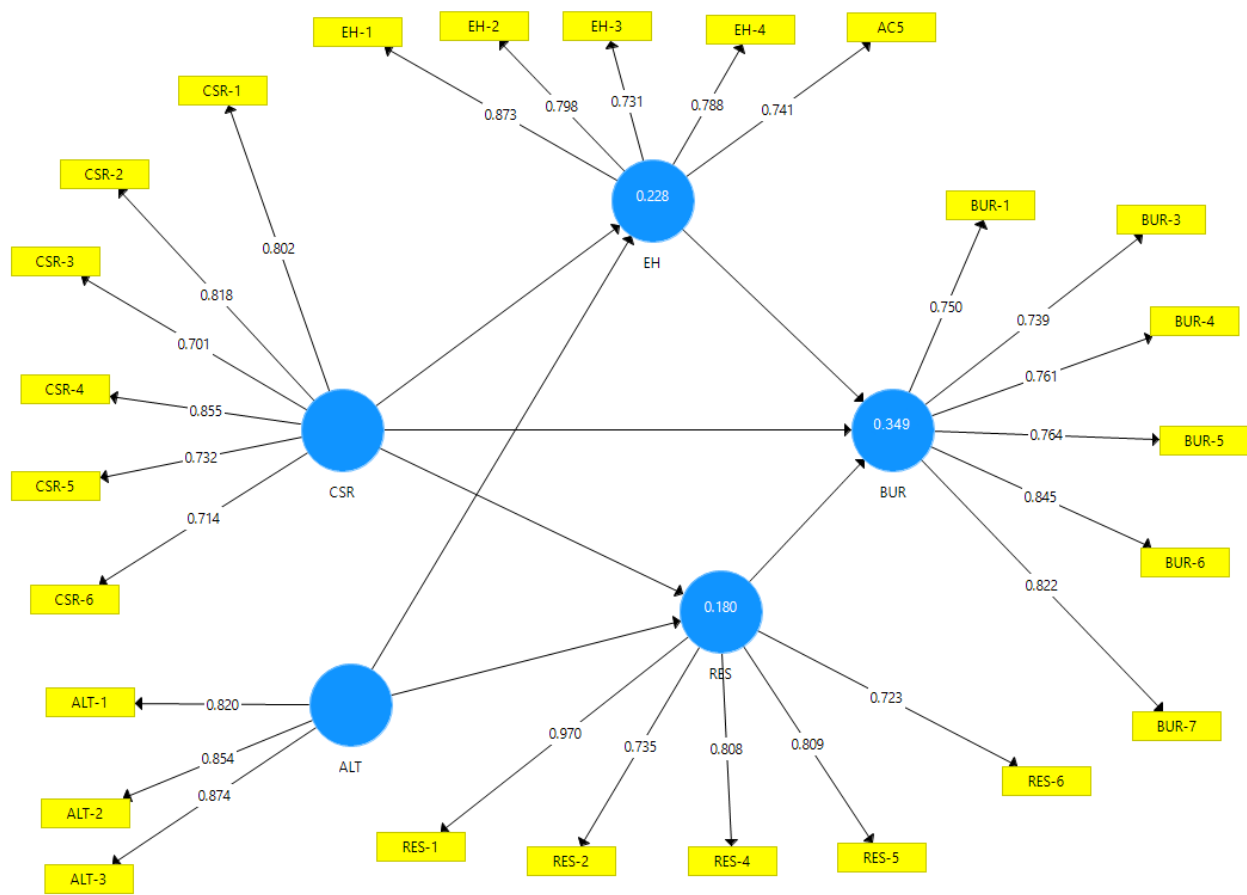 EH-1
EH-2
EH-3
EH-4
AC5
0.873
0.798
0.731
0.788
0.741
0.228
EH
CSR-1
CSR-2
CSR-3
CSR-4
CSR-5
CSR-6
0.802
0.818
0.701
0.855
0.732
0.714
CSR
BUR-1
BUR-3
BUR-4
BUR-5
BUR-6
BUR-7
0.750
0.739
0.761
0.764
0.845
0.822
0.349
BUR
0.180
RES
0.970
0.735
0.808
0.809
0.723
RES-1
RES-2
RES-4
RES-5
RES-6
ALT-1
ALT-2
ALT-3
0.820
0.854
0.874
ALT